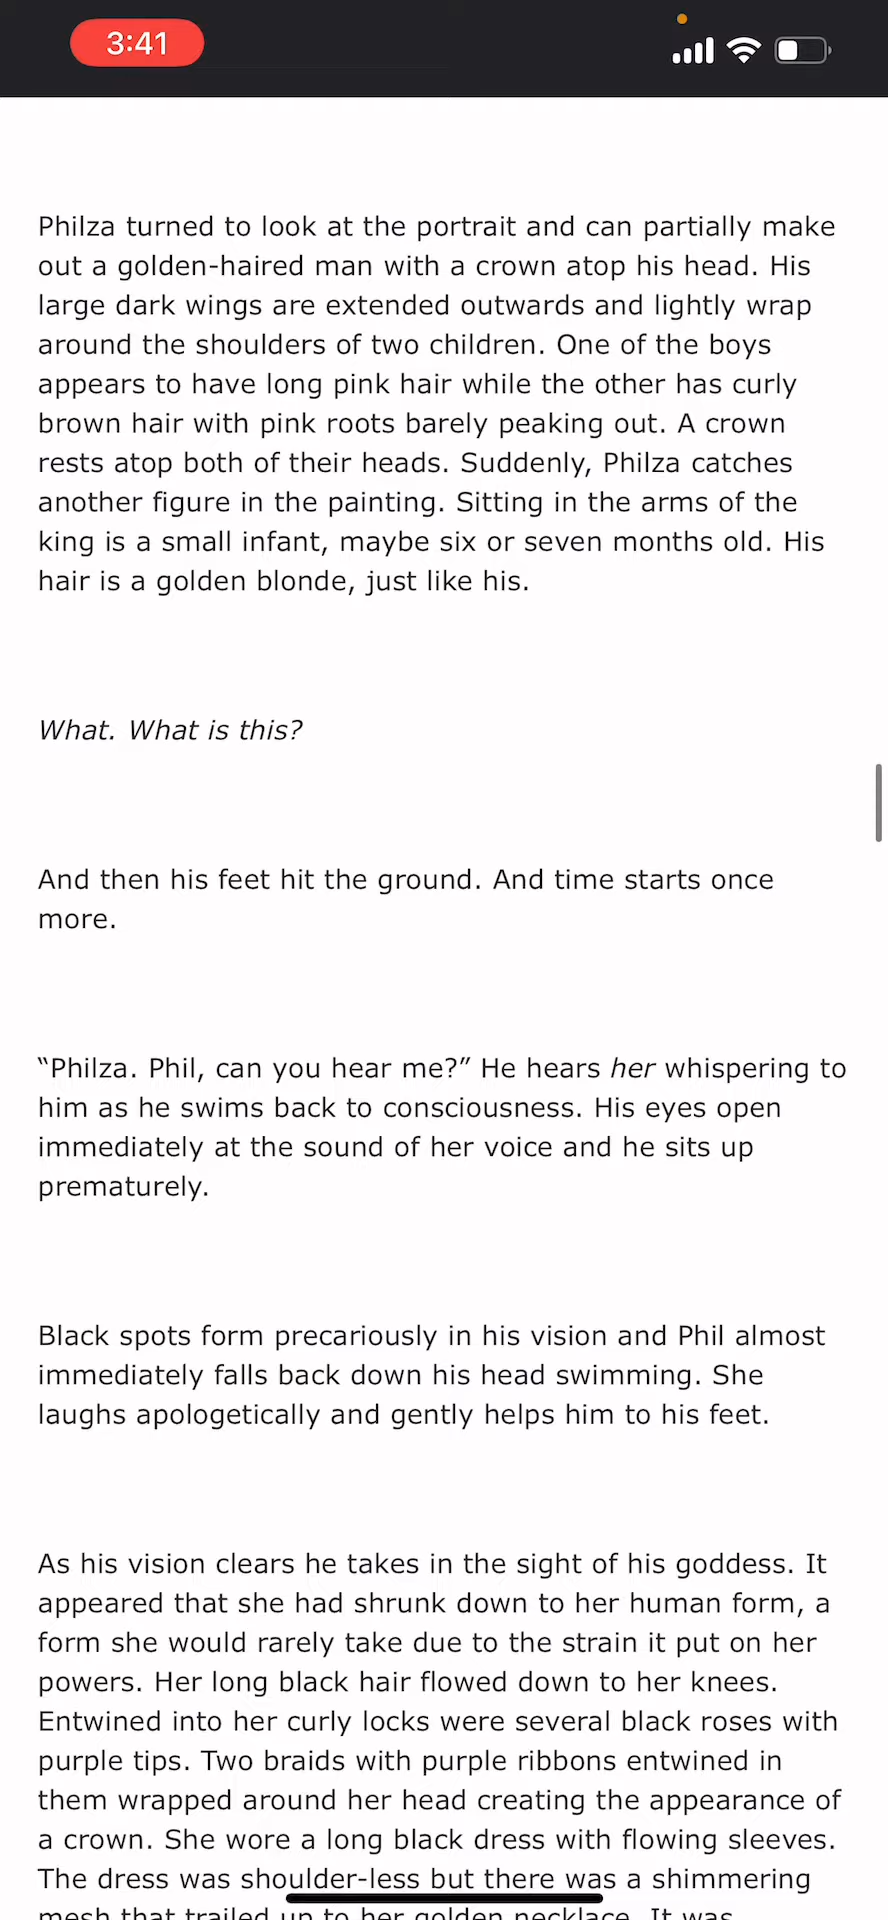 3:41
Philza turned to look at the portrait and can partially make
out a golden-haired man with a crown atop his head. His
large dark wings are extended outwards and lightly wrap
around the shoulders of two children. One of the boys
appears to have long pink hair while the other has curly
brown hair with pink roots barely peaking out. A crown
rests atop both of their heads. Suddenly, Philza catches
another figure in the painting. Sitting in the arms of the
king is a small infant, maybe six or seven months old. His
hair is a golden blonde, just like his.
What. What is this?
And then his feet hit the ground. And time starts once
more.
“Philza. Phil, can you hear me?” He hears her whispering to
him as he swims back to consciousness. His eyes open
immediately at the sound of her voice and he sits up
prematurely.
Black spots form precariously in his vision and Phil almost
immediately falls back down his head swimming. She
laughs apologetically and gently helps him to his feet.
As his vision clears he takes in the sight of his goddess. It
appeared that she had shrunk down to her human form, a
form she would rarely take due to the strain it put on her
powers. Her long black hair flowed down to her knees.
Entwined into her curly locks were several black roses with
purple tips. Two braids with purple ribbons entwined in
them wrapped around her head creating the appearance of
a crown. She wore a long black dress with flowing sleeves.
The dress was shoulder-less but there was a shimmering
mesh that trailed up to her golden necklace. It was